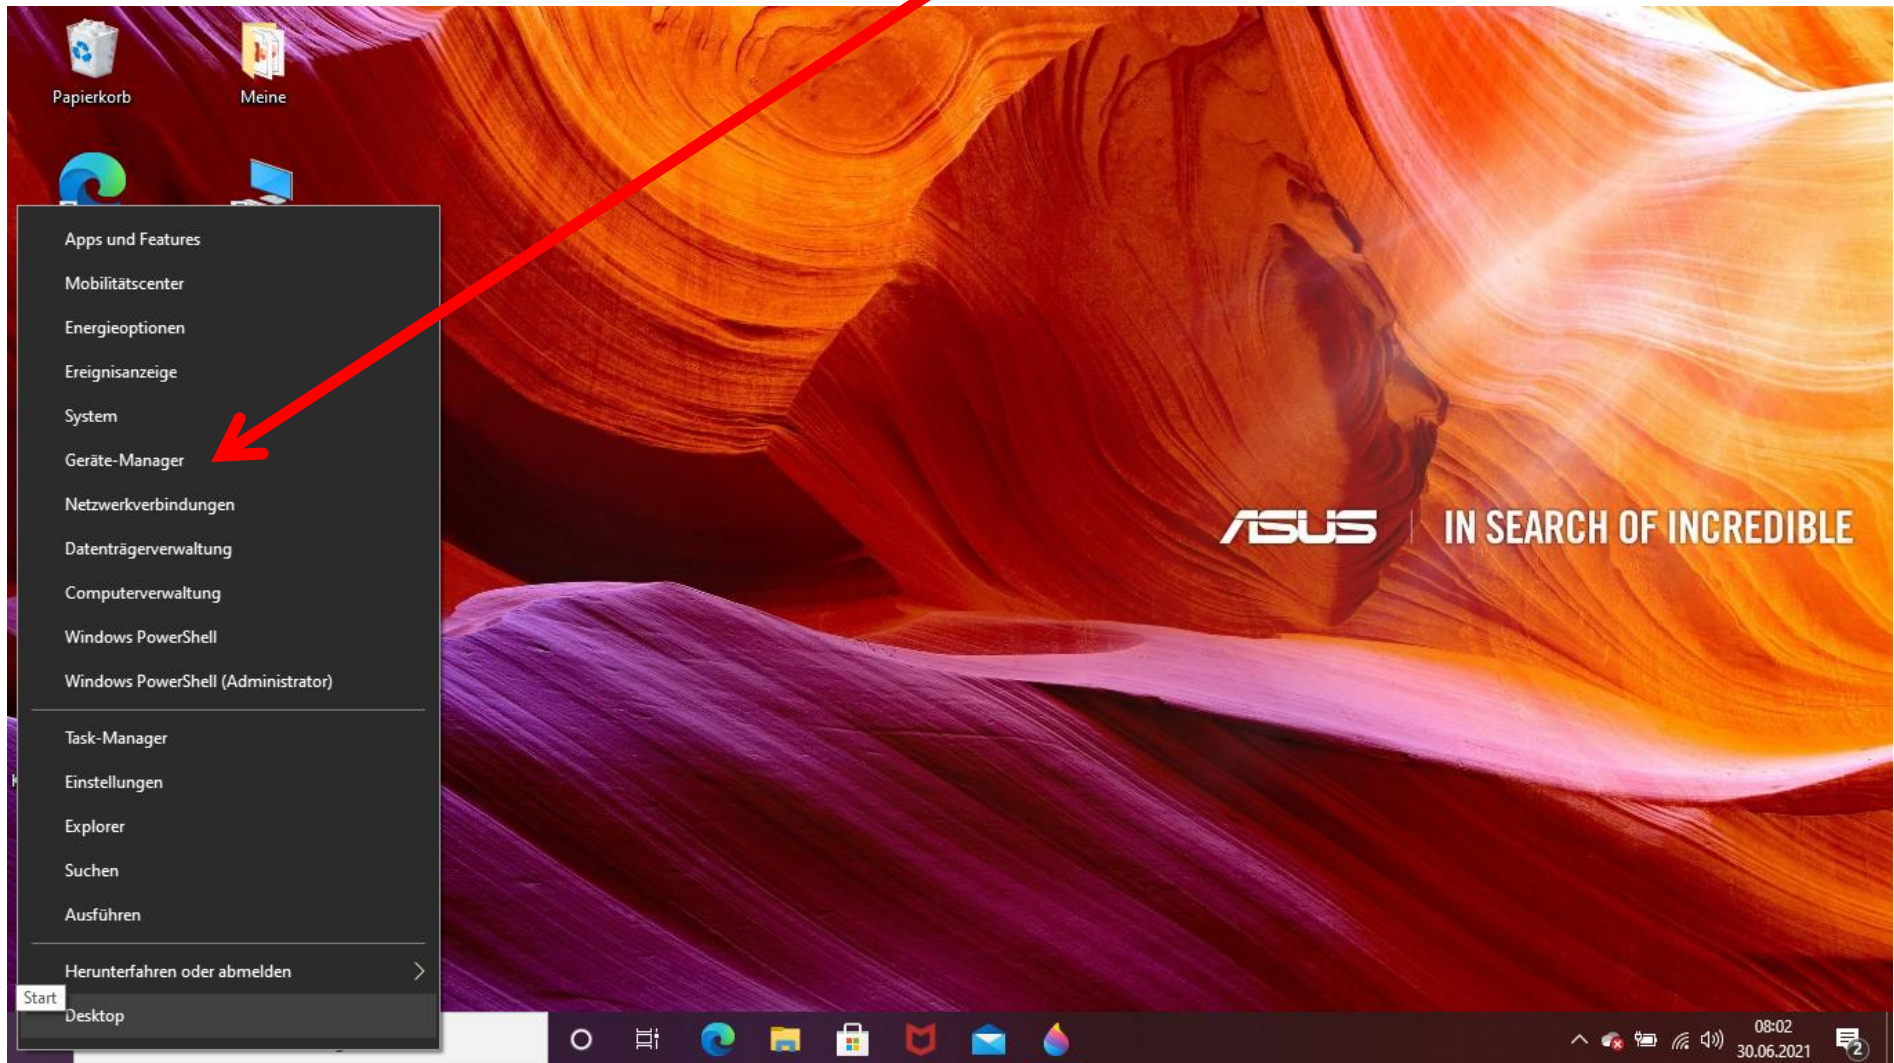 Papierkorb
Meine
Apps und Features
Mobilitätscenter
Energieoptionen
Ereignisanzeige
System
Geräte-Manager
Netzwerkverbindungen
Datenträgerverwaltung
Computerverwaltung
Windows PowerShell
Windows PowerShell (Administrator)
Task-Manager
Einstellungen
Explorer
Suchen
Ausführen
Herunterfahren oder abmelden
Start
Desktop
ASUS IN SEARCH OF INCREDIBLE
08:02
30.06.2021
2